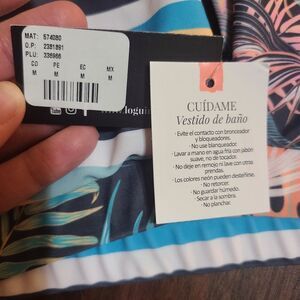 MAT: 574080
O.P: 2381891
PLU: 336966
CO PE EC MX
M M M M
CUÍDAME
Vestido de baño
· Evite el contacto con bronceador
y bloqueadores.
· No use blanqueador.
· Lavar a mano en agua fría con jabón
suave, no de tocador.
· No deje en remojo ni lave con otras
prendas.
· Los colores neón pueden desteñirse.
· No retorcer.
· No guardar húmedo.
· Secar a la sombra.
· No planchar.